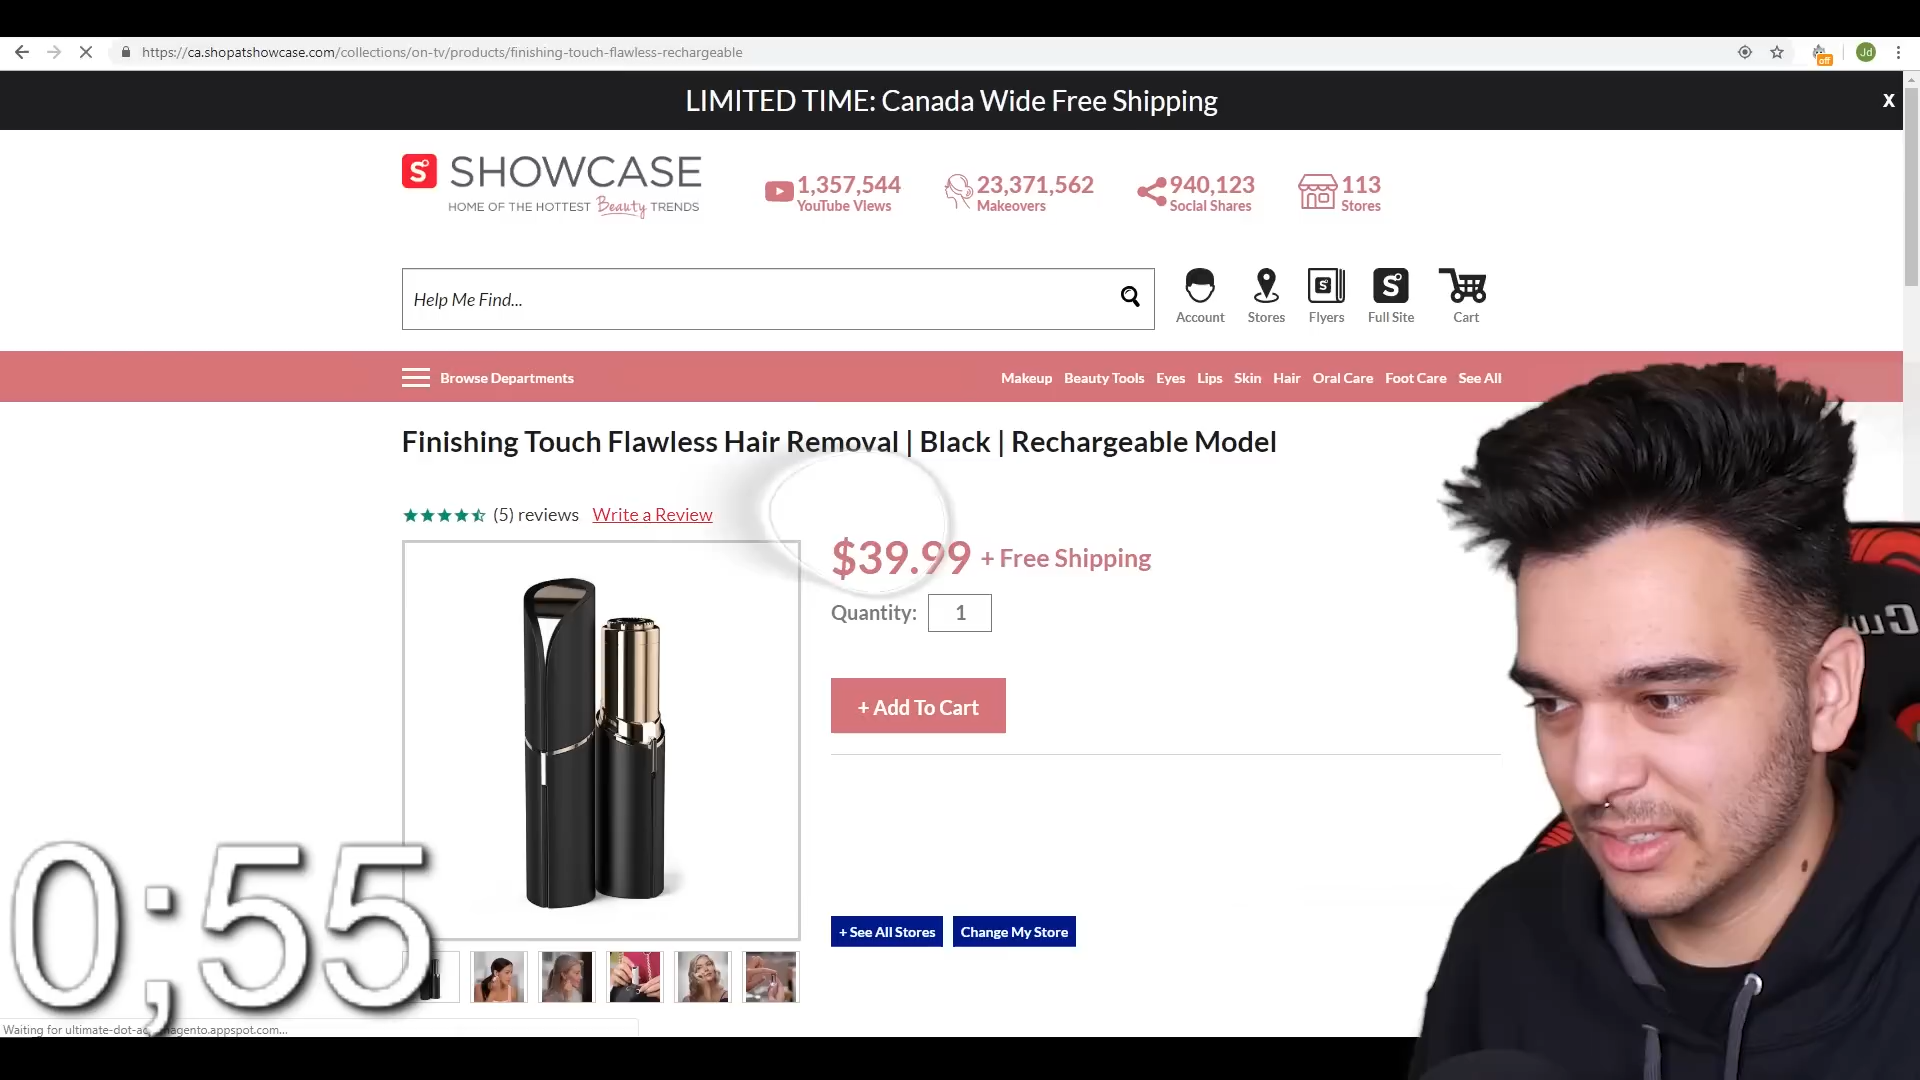 https://ca.shopatshowcase.com/collections/on-tv/products/finishing-touch-flawless-rechargeable
off
Jd
LIMITED TIME: Canada Wide Free Shipping
X
S SHOWCASE
HOME OF THE HOTTEST Beauty TRENDS
1,357,544
YouTube Views
23,371,562
Makeovers
940,123
Social Shares
113
Stores
Help Me Find...
Account
Stores
Flyers
Full Site
Cart
Browse Departments
Makeup Beauty Tools Eyes Lips Skin Hair Oral Care Foot Care See All
Finishing Touch Flawless Hair Removal | Black | Rechargeable Model
(5) reviews Write a Review
$39.99 + Free Shipping
Quantity: 1
+ Add To Cart
+ See All Stores
Change My Store
0;55
Waiting for ultimate-dot-ac
magento.appspot.com...